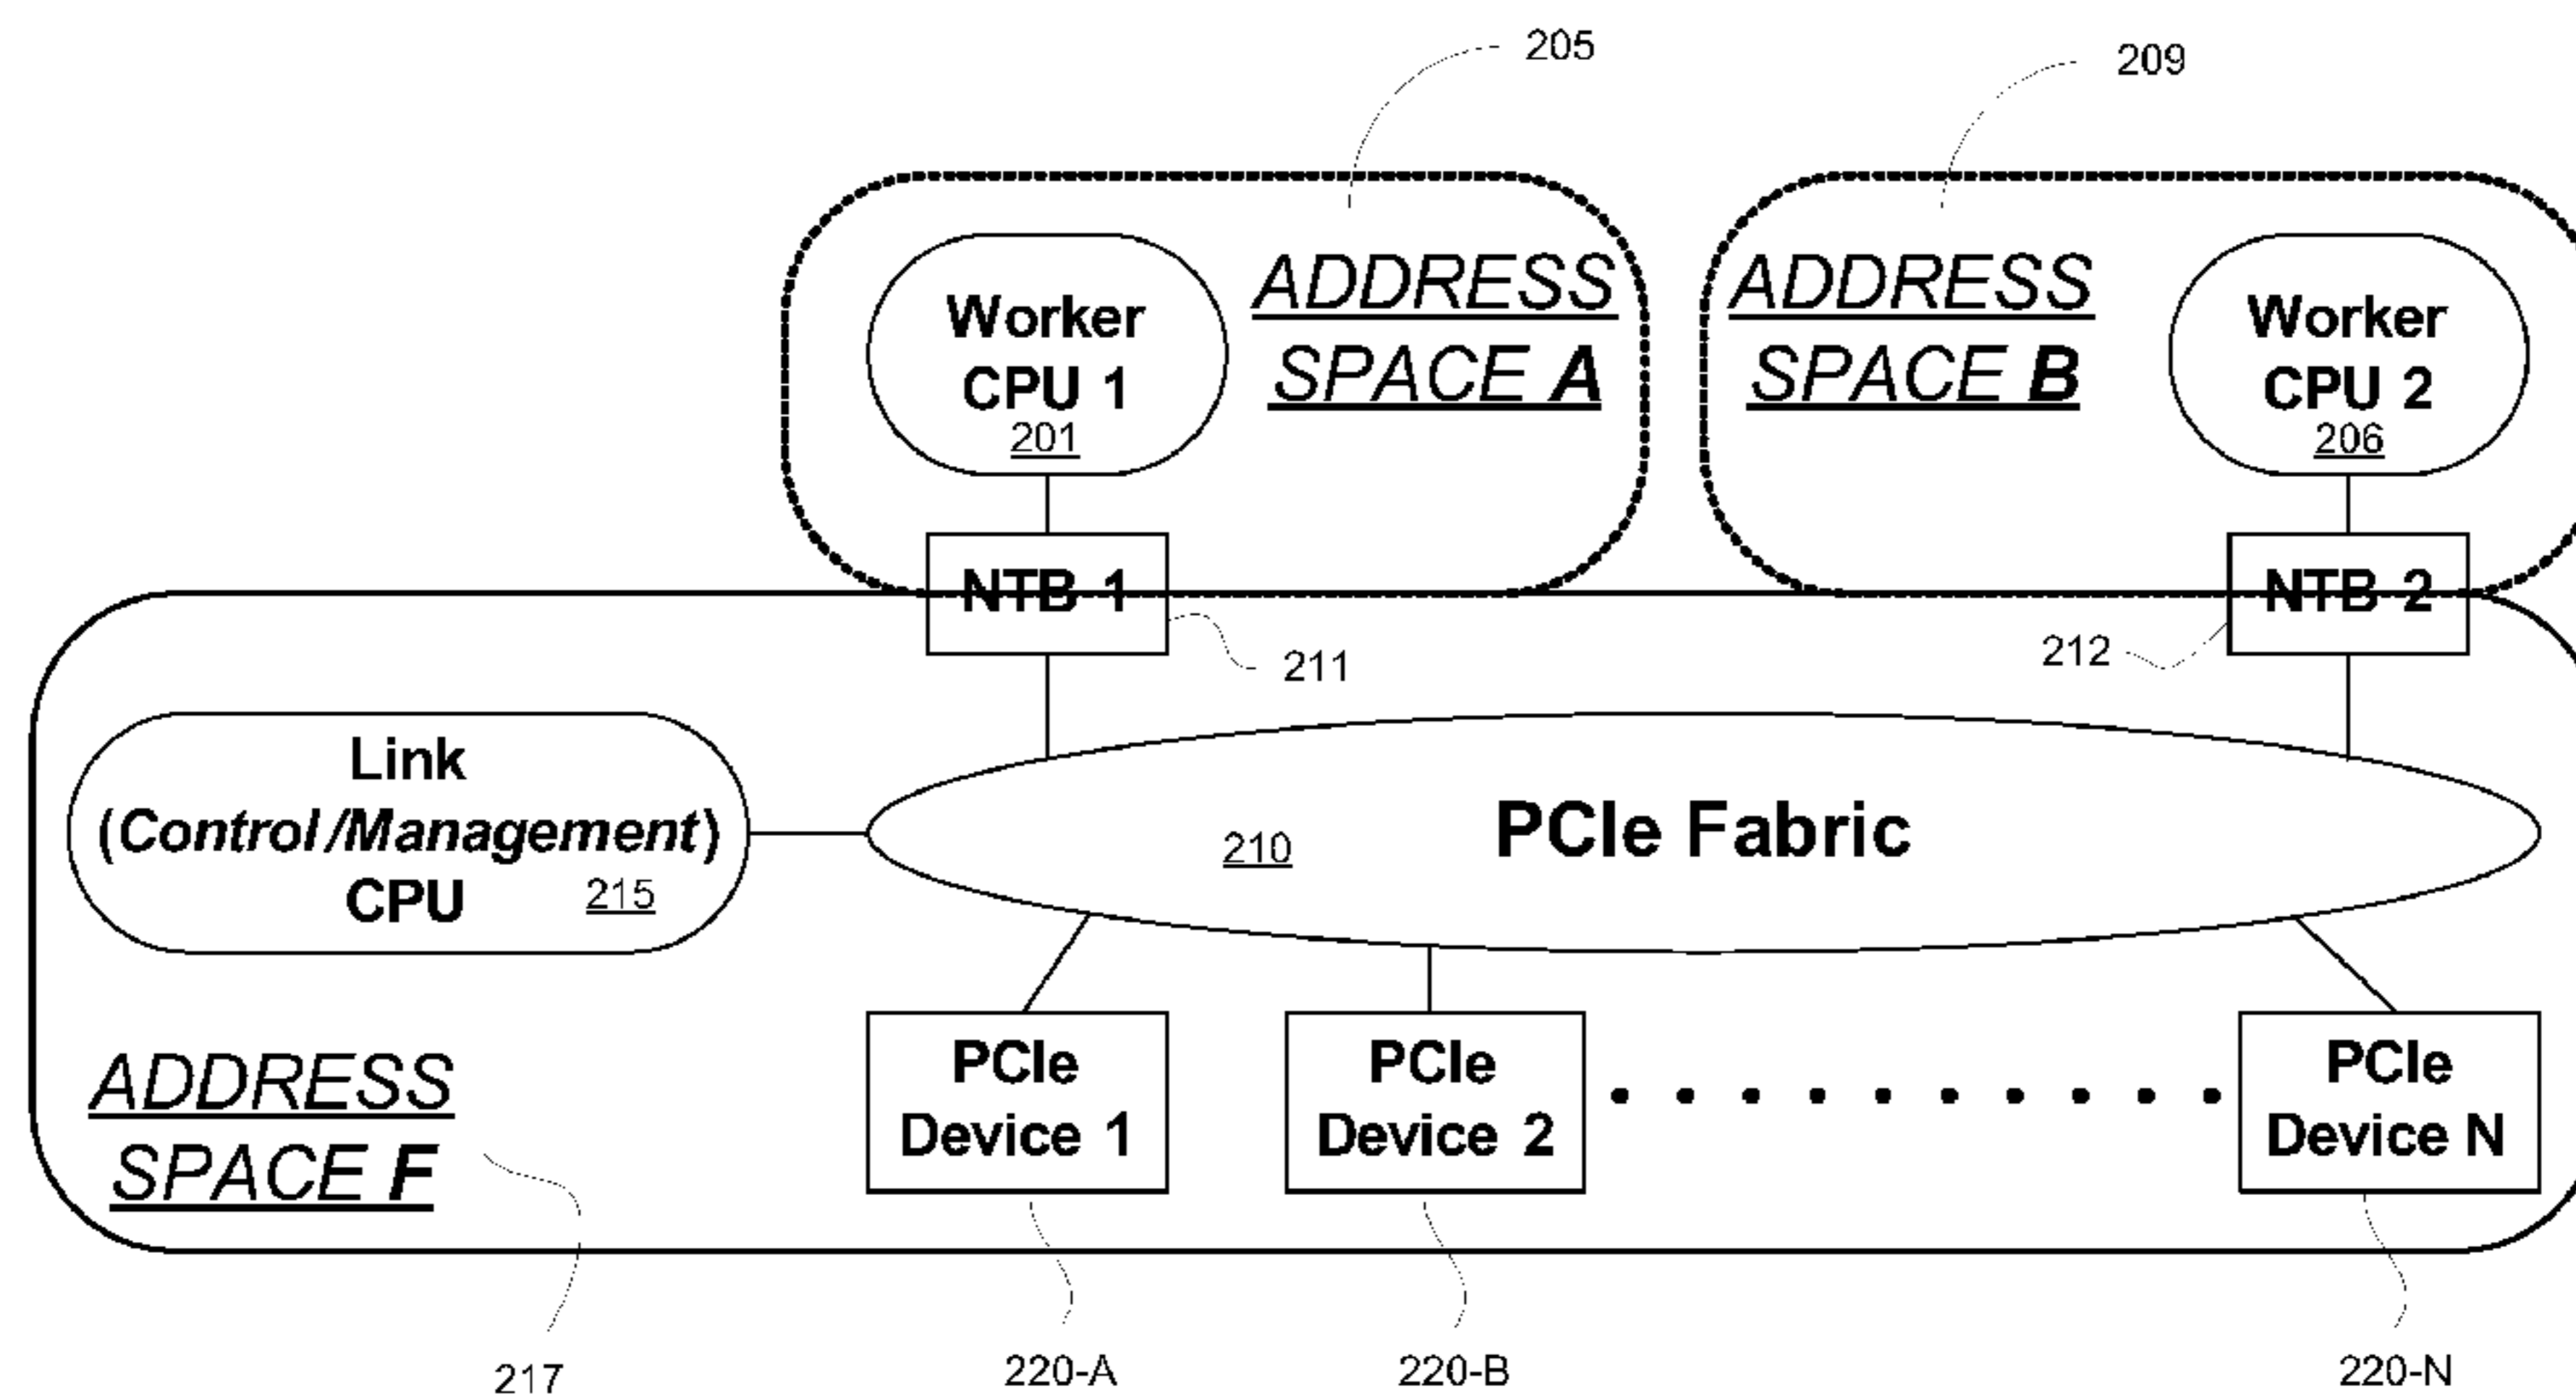 205
209
Worker
CPU 1
201
ADDRESS
SPACE A
ADDRESS
SPACE B
Worker
CPU 2
206
NTB 1
211
NTB 2
212
Link
(Control/Management)
CPU
215
210
PCIe Fabric
ADDRESS
SPACE F
PCIe
Device 1
PCIe
Device 2
PCIe
Device N
217
220-A
220-B
220-N